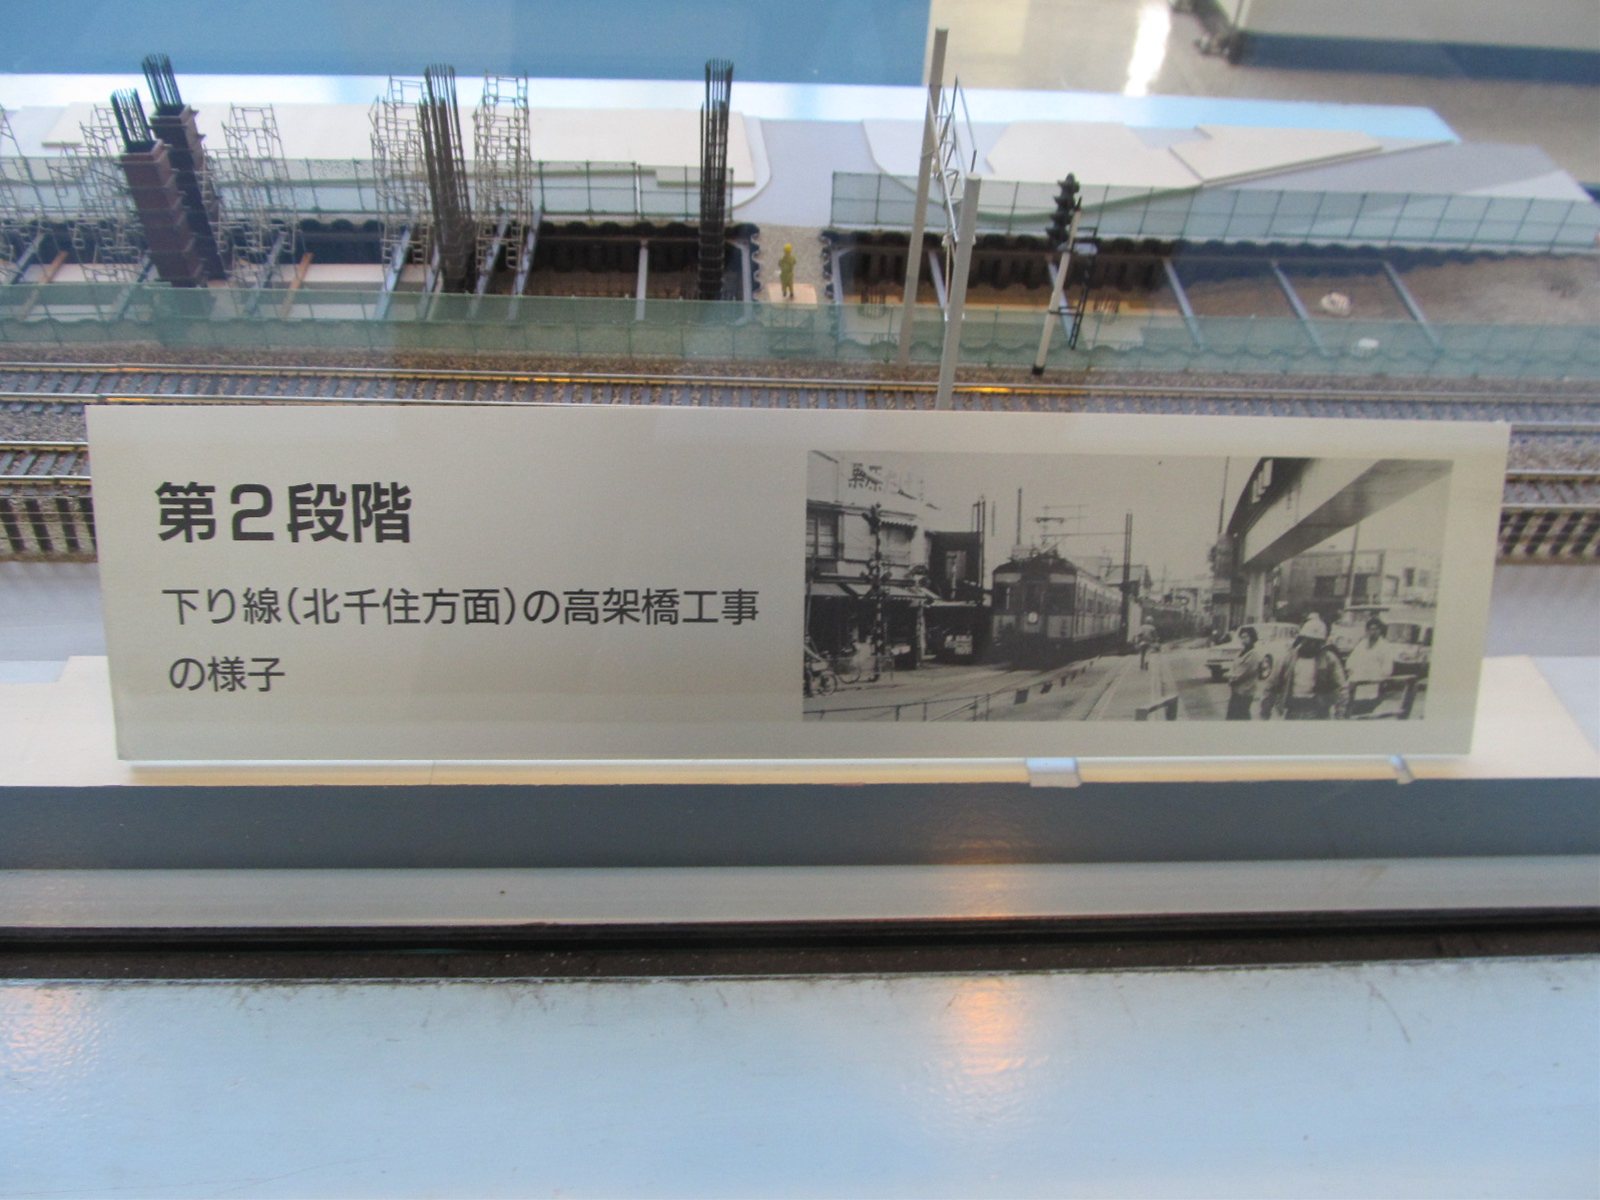 第2段階
下り線(北千住方面)の高架橋工事
の様子